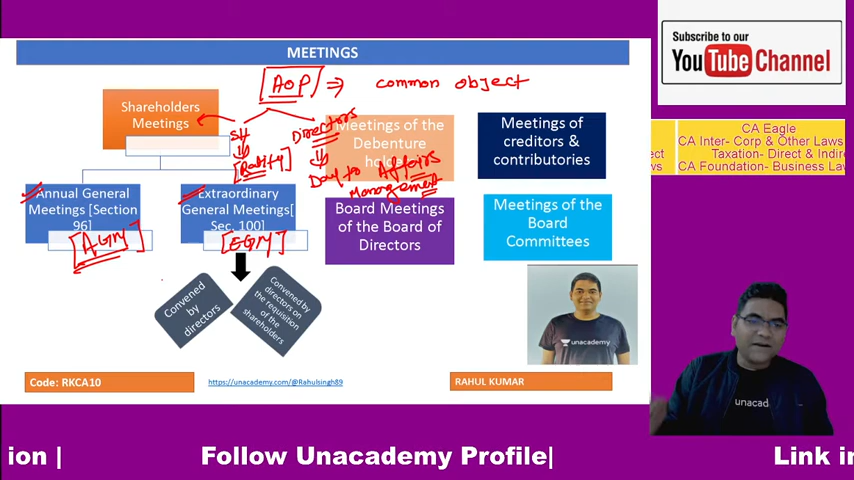 Subscribe to our
YouTube Channel
MEETINGS
[AOP] ⇒ common object
Shareholders
Meetings
SH
Directors
[Ratify]
Day to Affairs
Management
Meetings of the
Debenture
Meetings of
creditors &
contributories
CA Eagle
CA Inter- Corp & Other Laws
Taxation- Direct & Indire
CA Foundation- Business Law
Annual General
Meetings [Section
96]
[AGM]
Extraordinary
General Meetings[
Sec. 100]
[EGM]
Board Meetings
of the Board of
Directors
Meetings of the
Board
Committees
Convened
by
directors
Convened by
directors on
the requisition
of the
shareholders
unacademy
Code: RKCA10
https://unacademy.com/@Rahulsingh89
RAHUL KUMAR
ion | Follow Unacademy Profile| Link in